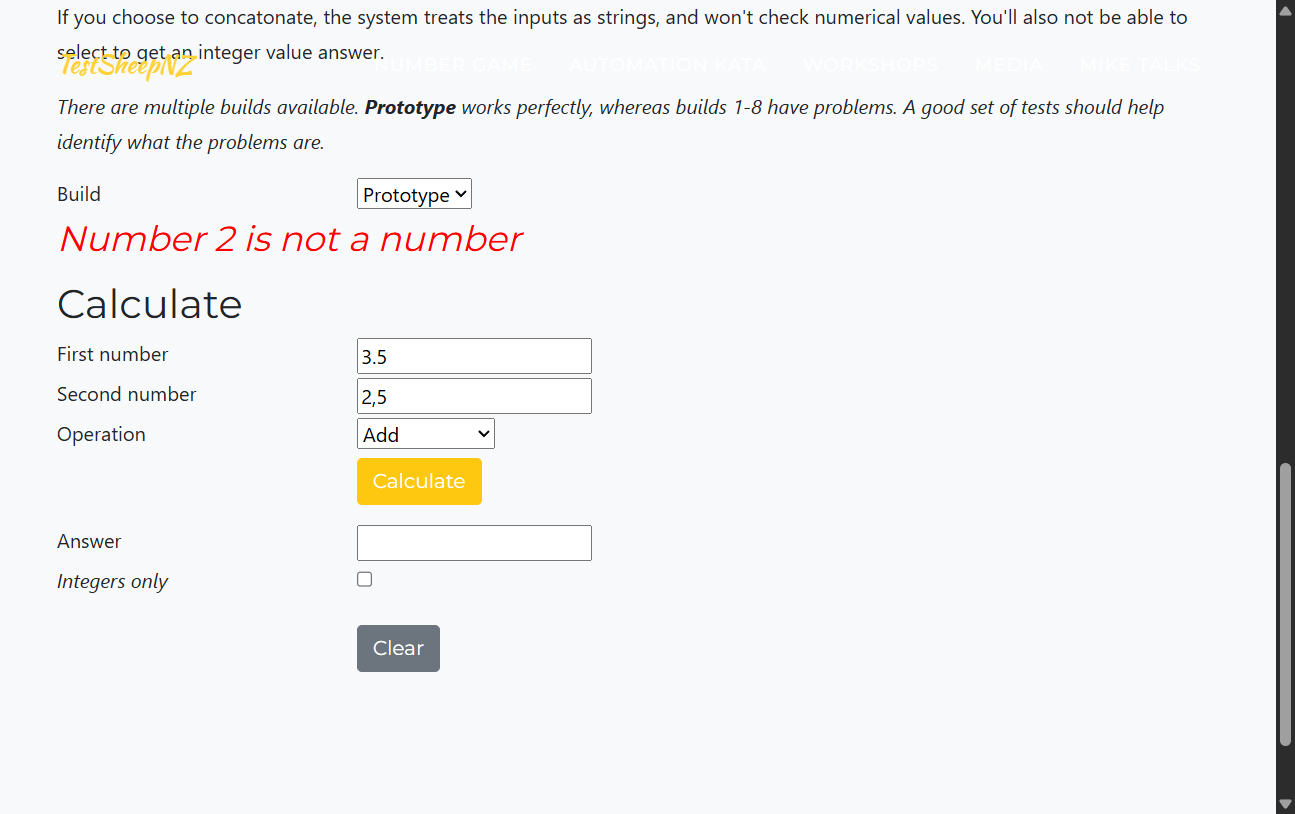 If you choose to concatonate, the system treats the inputs as strings, and won't check numerical values. You'll also not be able to
select to get an integer value answer.
TestSheepNZ NUMBER GAME AUTOMATION KATA WORKSHOPS MEDIA MIKE TALKS
There are multiple builds available. Prototype works perfectly, whereas builds 1-8 have problems. A good set of tests should help
identify what the problems are.
Build Prototype
Number 2 is not a number
Calculate
First number 3.5
Second number 2,5
Operation Add
Calculate
Answer
Integers only
Clear